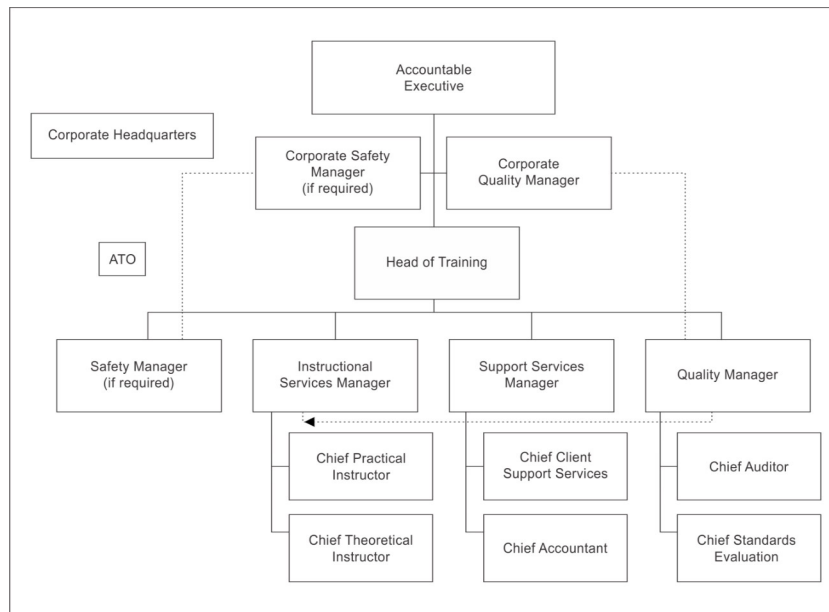 Accountable
Executive
Corporate Headquarters
Corporate Safety
Manager
(if required)
Corporate
Quality Manager
Head of Training
ATO
Safety Manager
(if required)
Instructional
Services Manager
Support Services
Manager
Quality Manager
Chief Practical
Instructor
Chief Client
Support Services
Chief Auditor
Chief Theoretical
Instructor
Chief Accountant
Chief Standards
Evaluation